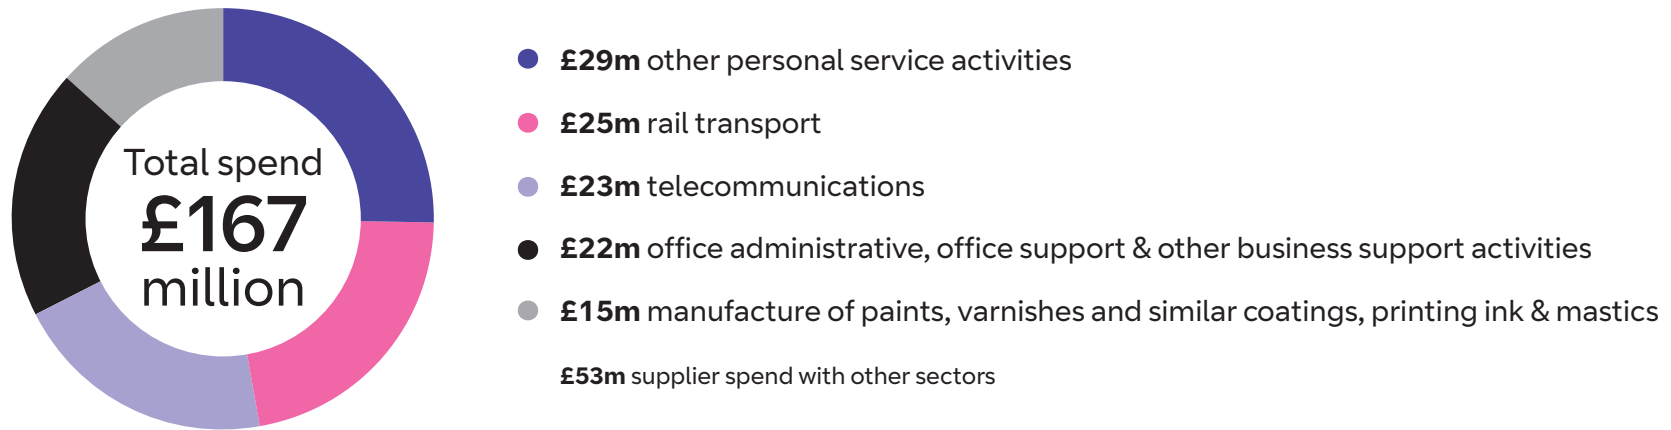 Total spend
£167
million
£29m other personal service activities
£25m rail transport
£23m telecommunications
£22m office administrative, office support & other business support activities
£15m manufacture of paints, varnishes and similar coatings, printing ink & mastics
£53m supplier spend with other sectors